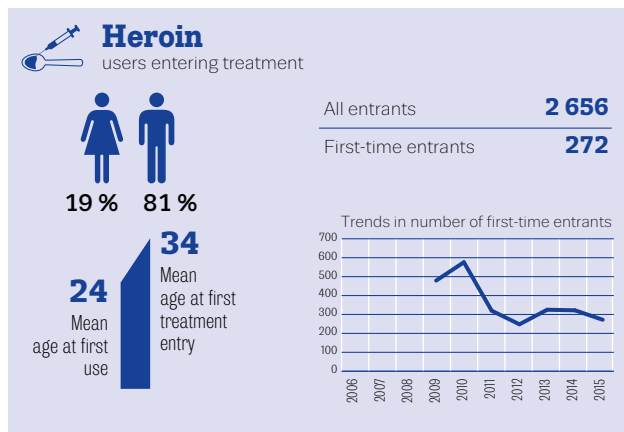 Heroin
users entering treatment
All entrants 2 656
First-time entrants 272
19 % 81 %
34
Mean
age at first
treatment
entry
24
Mean
age at first
use
Trends in number of first-time entrants
700
600
500
400
300
200
100
0
2006 2007 2008 2009 2010 2011 2012 2013 2014 2015